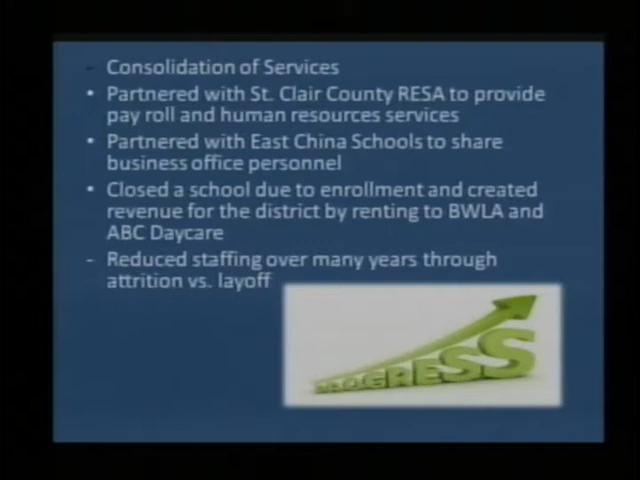 - Consolidation of Services
• Partnered with St. Clair County RESA to provide
pay roll and human resources services
• Partnered with East China Schools to share
business office personnel
• Closed a school due to enrollment and created
revenue for the district by renting to BWLA and
ABC Daycare
- Reduced staffing over many years through
attrition vs. layoff
PROGRESS